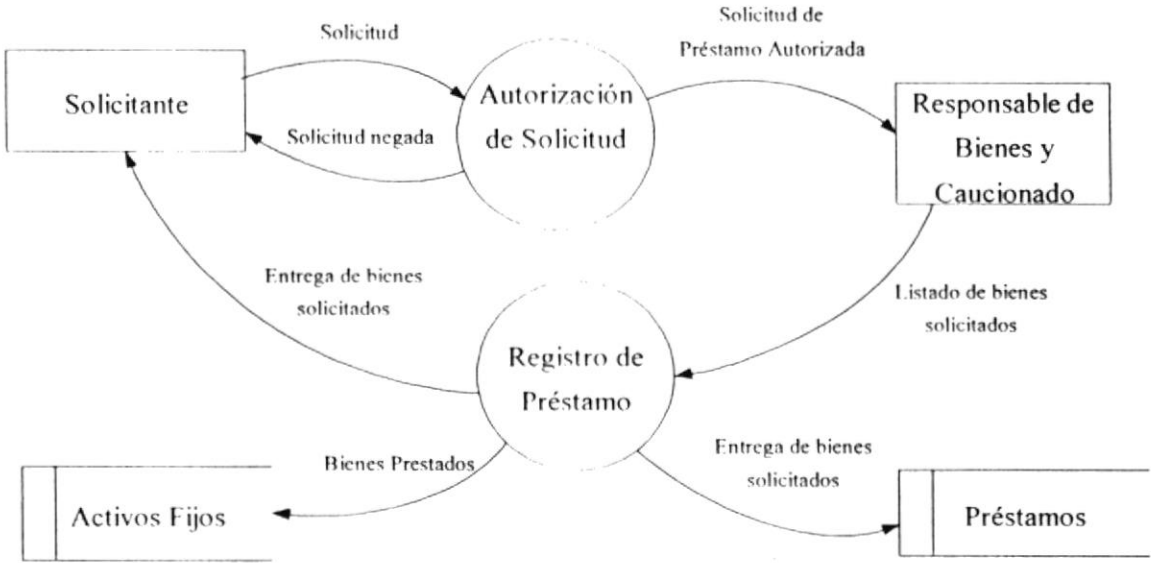 Solicitud
Solicitud de
Préstamo Autorizada
Solicitante
Autorización
de Solicitud
Solicitud negada
Responsable de
Bienes y
Caucionado
Entrega de bienes
solicitados
Listado de bienes
solicitados
Registro de
Préstamo
Bienes Prestados
Entrega de bienes
solicitados
Activos Fijos
Préstamos